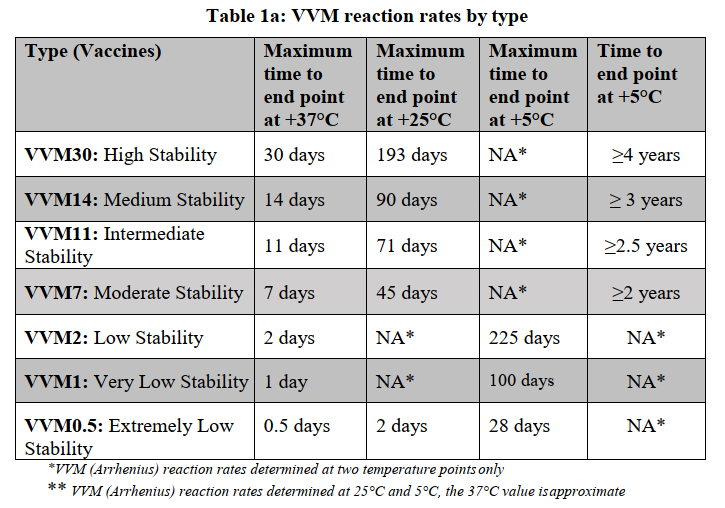 Table 1a: VVM reaction rates by type
Type (Vaccines) Maximum time to end point at +37°C Maximum time to end point at +25°C Maximum time to end point at +5°C Time to end point at +5°C
VVM30: High Stability 30 days 193 days NA* ≥4 years
VVM14: Medium Stability 14 days 90 days NA* ≥ 3 years
VVM11: Intermediate Stability 11 days 71 days NA* ≥2.5 years
VVM7: Moderate Stability 7 days 45 days NA* ≥2 years
VVM2: Low Stability 2 days NA* 225 days NA*
VVM1: Very Low Stability 1 day NA* 100 days NA*
VVM0.5: Extremely Low Stability 0.5 days 2 days 28 days NA*
*VVM (Arrhenius) reaction rates determined at two temperature points only
** VVM (Arrhenius) reaction rates determined at 25°C and 5°C, the 37°C value isapproximate